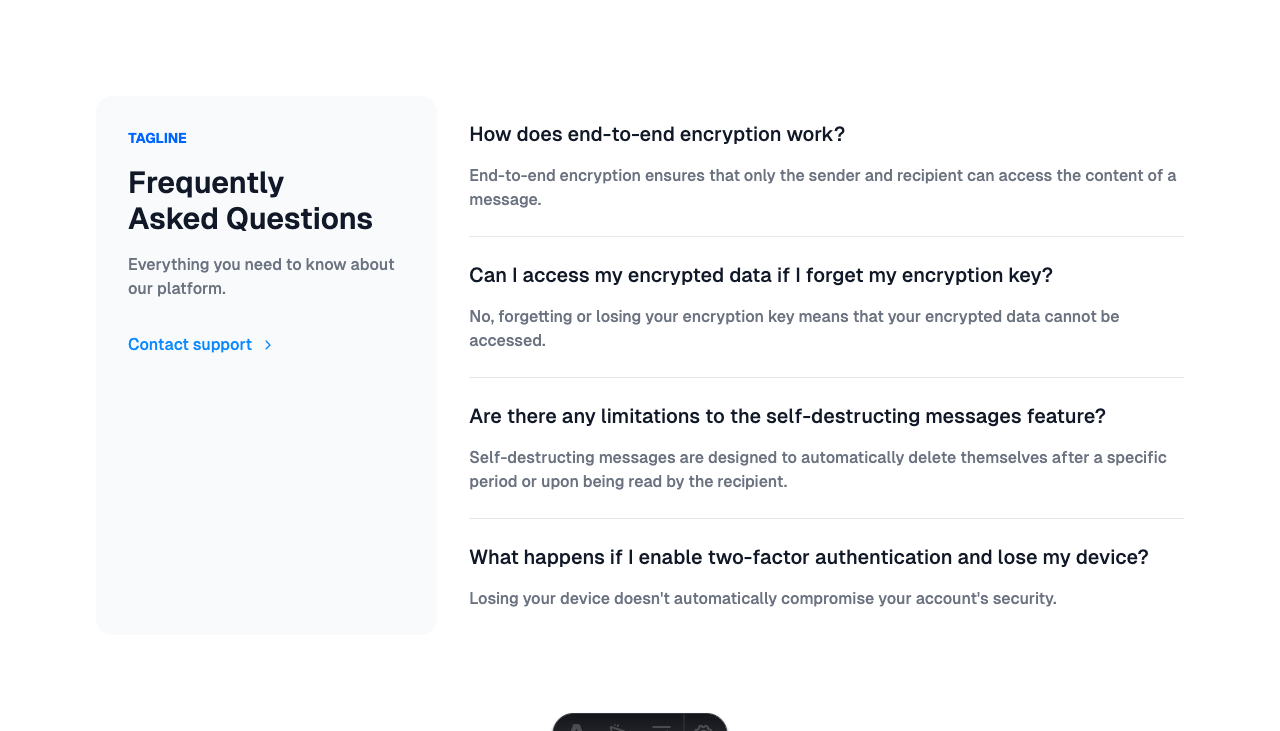 TAGLINE
Frequently
Asked Questions
Everything you need to know about
our platform.
Contact support
How does end-to-end encryption work?
End-to-end encryption ensures that only the sender and recipient can access the content of a
message.
Can I access my encrypted data if I forget my encryption key?
No, forgetting or losing your encryption key means that your encrypted data cannot be
accessed.
Are there any limitations to the self-destructing messages feature?
Self-destructing messages are designed to automatically delete themselves after a specific
period or upon being read by the recipient.
What happens if I enable two-factor authentication and lose my device?
Losing your device doesn't automatically compromise your account's security.